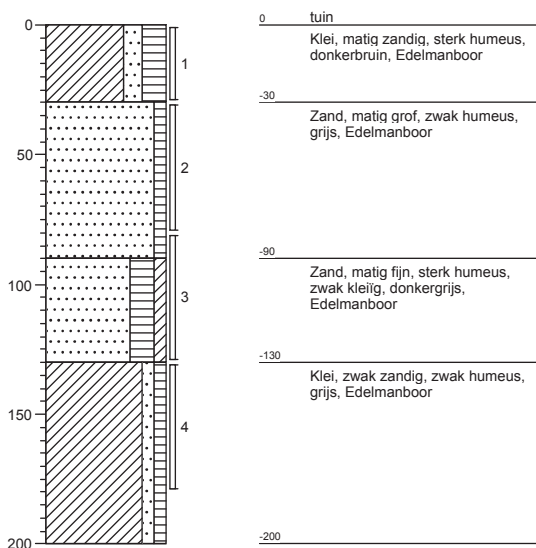 0
50
100
150
200
1
2
3
4
0
tuin
Klei, matig zandig, sterk humeus,
donkerbruin, Edelmanboor
-30
Zand, matig grof, zwak humeus,
grijs, Edelmanboor
-90
Zand, matig fijn, sterk humeus,
zwak kleiïg, donkergrijs,
Edelmanboor
-130
Klei, zwak zandig, zwak humeus,
grijs, Edelmanboor
-200